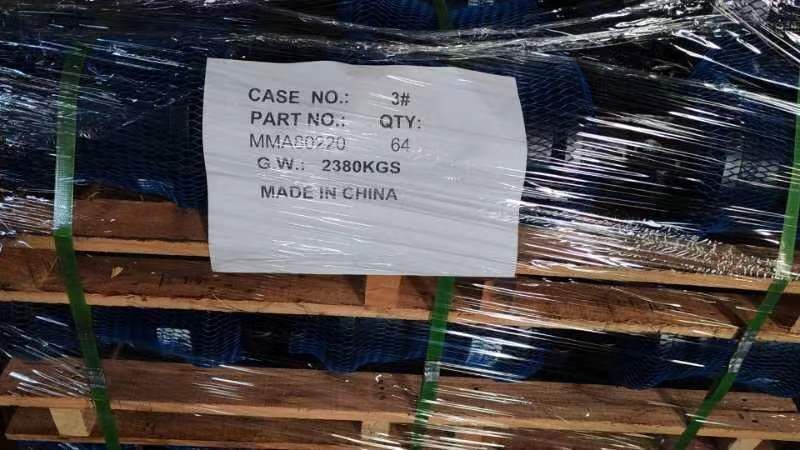 CASE NO.: 3#
PART NO.: QTY:
MMA80220 64
G.W.: 2380KGS
MADE IN CHINA